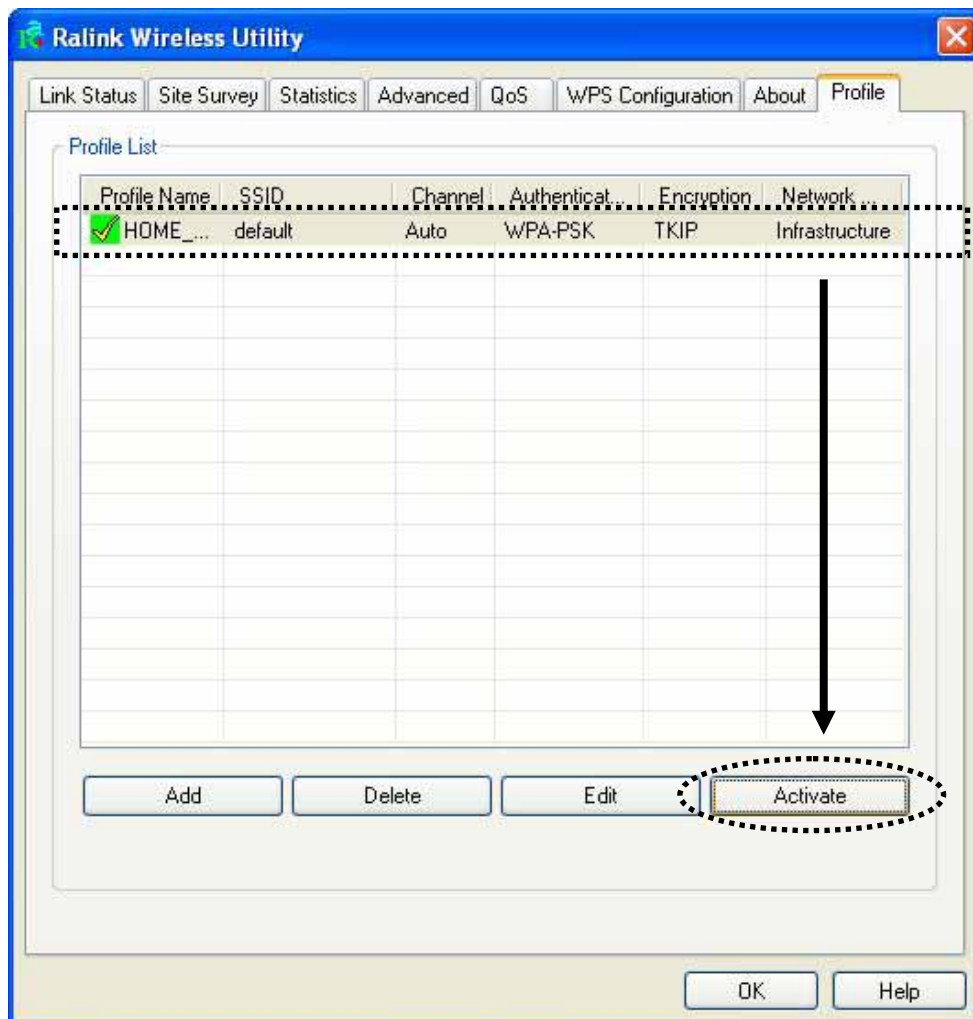 Ralink Wireless Utility
Link Status Site Survey Statistics Advanced QoS WPS Configuration About Profile
Profile List
Profile Name SSID Channel Authenticat... Encryption Network ...
HOME_... default Auto WPA-PSK TKIP Infrastructure
Add Delete Edit Activate
OK Help